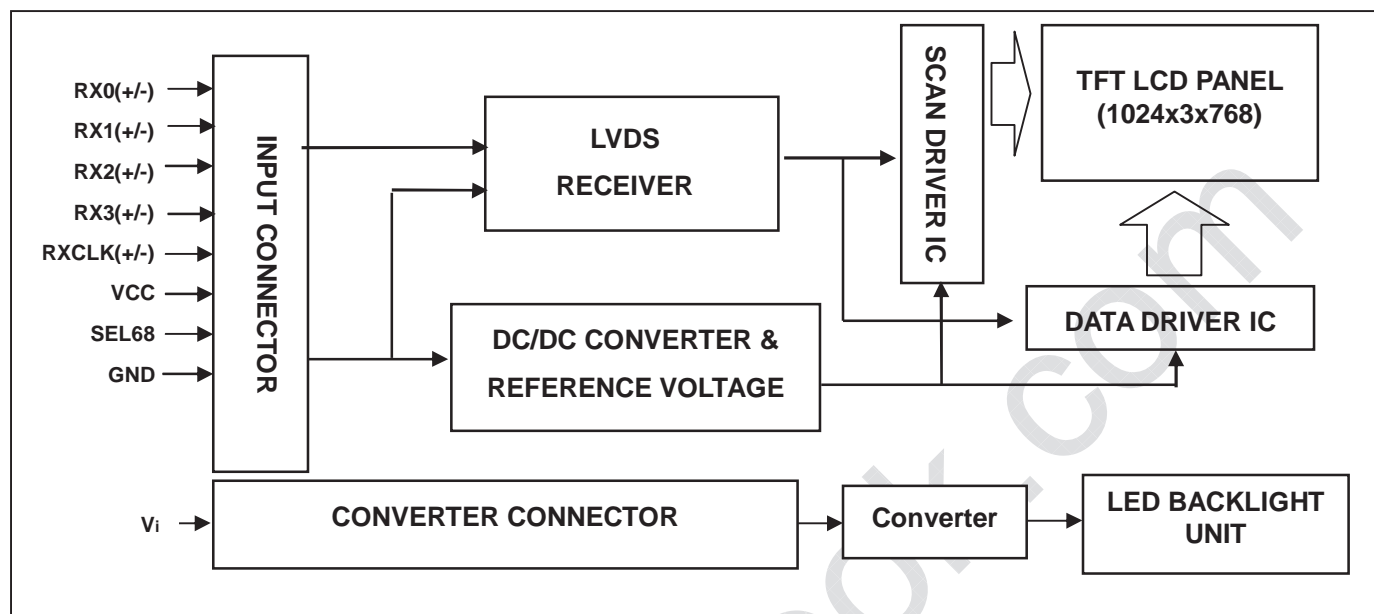 RX0(+/-)
RX1(+/-)
RX2(+/-)
RX3(+/-)
RXCLK(+/-)
VCC
SEL68
GND
INPUT CONNECTOR
LVDS
RECEIVER
DC/DC CONVERTER &
REFERENCE VOLTAGE
SCAN DRIVER IC
TFT LCD PANEL
(1024x3x768)
DATA DRIVER IC
Vi
CONVERTER CONNECTOR
Converter
LED BACKLIGHT
UNIT